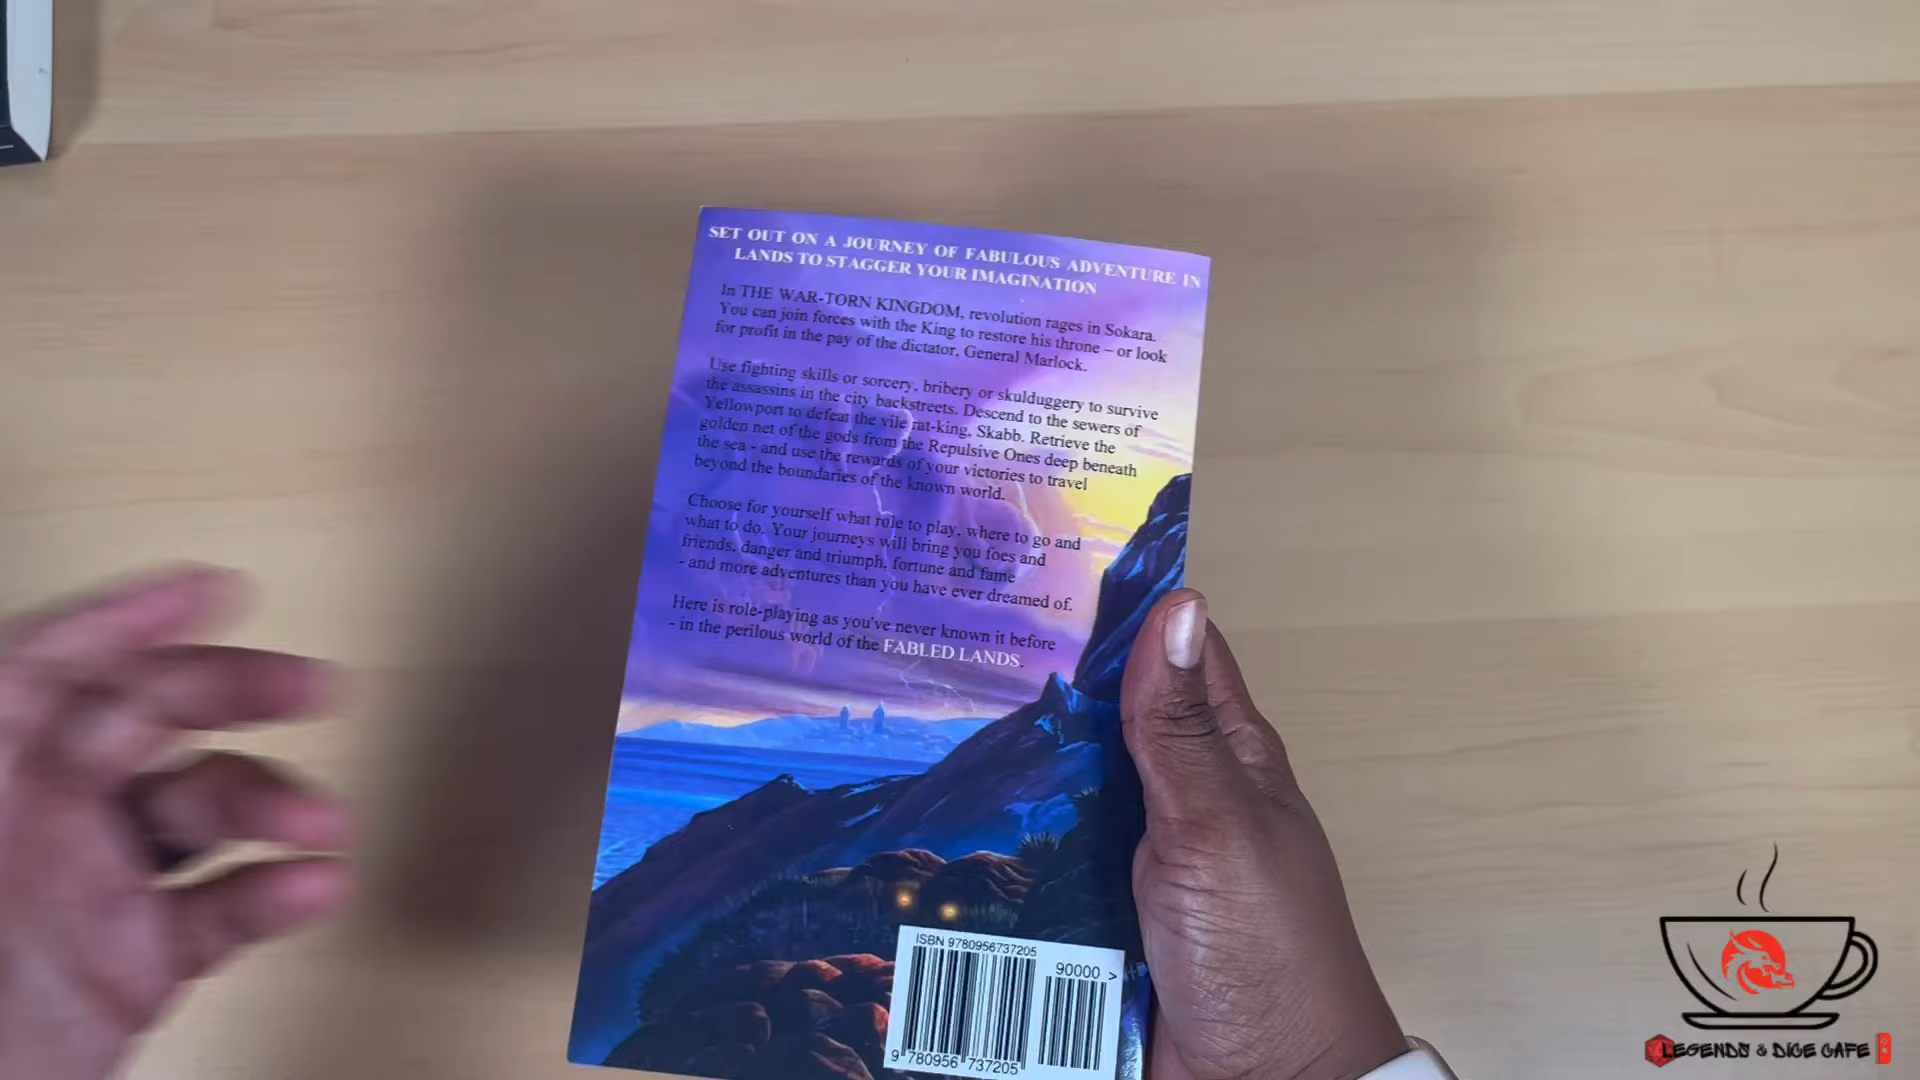 SET OUT ON A JOURNEY OF FABULOUS ADVENTURE IN
LANDS TO STAGGER YOUR IMAGINATION
In THE WAR-TORN KINGDOM, revolution rages in Sokara.
You can join forces with the King to restore his throne – or look
for profit in the pay of the dictator, General Marlock.
Use fighting skills or sorcery, bribery or skulduggery to survive
the assassins in the city backstreets. Descend to the sewers of
Yellowport to defeat the vile rat-king, Skabb. Retrieve the
golden net of the gods from the Repulsive Ones deep beneath
the sea - and use the rewards of your victories to travel
beyond the boundaries of the known world.
Choose for yourself what role to play, where to go and
what to do. Your journeys will bring you foes and
friends, danger and triumph, fortune and fame
- and more adventures than you have ever dreamed of.
Here is role-playing as you've never known it before
- in the perilous world of the FABLED LANDS.
ISBN 9780956737205
90000 >
9 780956 737205
LEGENDS & DICE CAFE